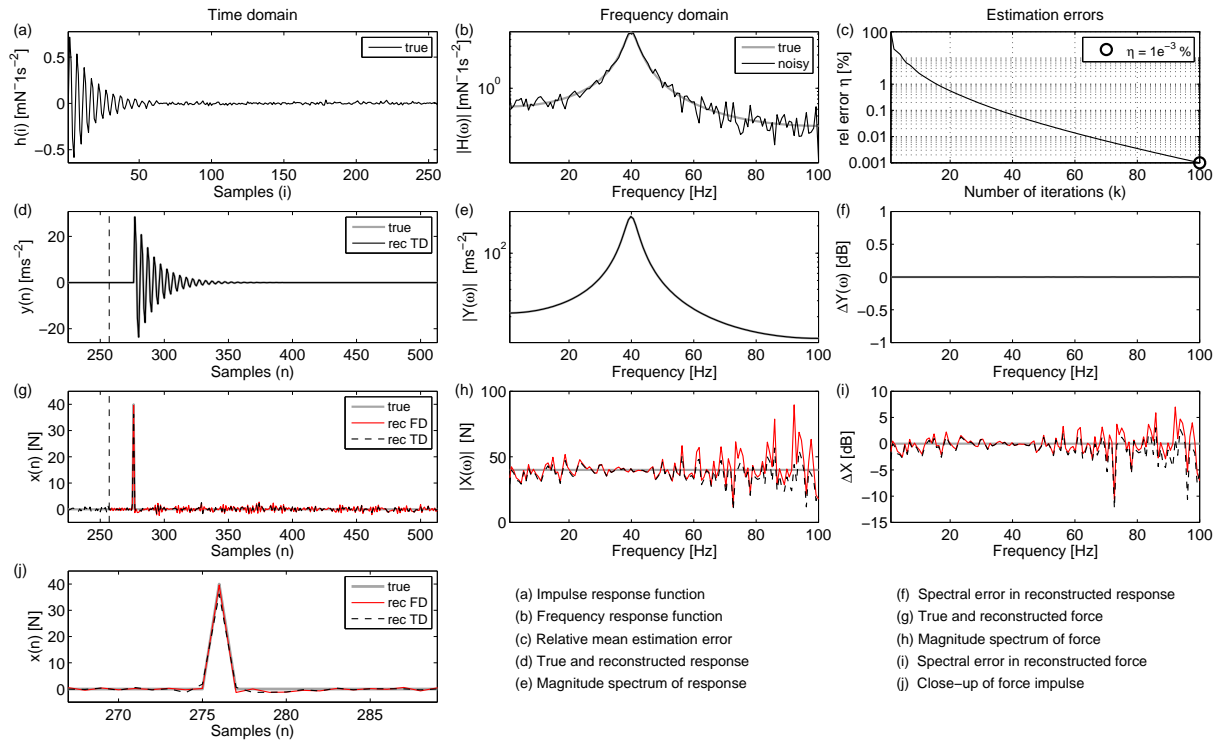 Time domain
Frequency domain
Estimation errors
(a)
h(i) [mN⁻1s⁻²]
0.5
0
−0.5
true
50
100
150
200
250
Samples (i)
(b)
|H(ω)| [mN⁻1s⁻²]
10⁰
true
noisy
20
40
60
80
100
Frequency [Hz]
(c)
rel error η [%]
100
1
0.1
0.01
0.001
η = 1e⁻³ %
20
40
60
80
100
Number of iterations (k)
(d)
y(n) [ms⁻²]
20
0
−20
true
rec TD
250
300
350
400
450
500
Samples (n)
(e)
|Y(ω)| [ms⁻²]
10²
20
40
60
80
100
Frequency [Hz]
(f)
ΔY(ω) [dB]
1
0.5
0
−0.5
−1
20
40
60
80
100
Frequency [Hz]
(g)
x(n) [N]
40
30
20
10
0
true
rec FD
rec TD
250
300
350
400
450
500
Samples (n)
(h)
|X(ω)| [N]
100
50
0
20
40
60
80
100
Frequency [Hz]
(i)
ΔX [dB]
10
5
0
−5
−10
−15
20
40
60
80
100
Frequency [Hz]
(j)
x(n) [N]
40
30
20
10
0
true
rec FD
rec TD
270
275
280
285
Samples (n)
(a) Impulse response function
(b) Frequency response function
(c) Relative mean estimation error
(d) True and reconstructed response
(e) Magnitude spectrum of response
(f) Spectral error in reconstructed response
(g) True and reconstructed force
(h) Magnitude spectrum of force
(i) Spectral error in reconstructed force
(j) Close−up of force impulse